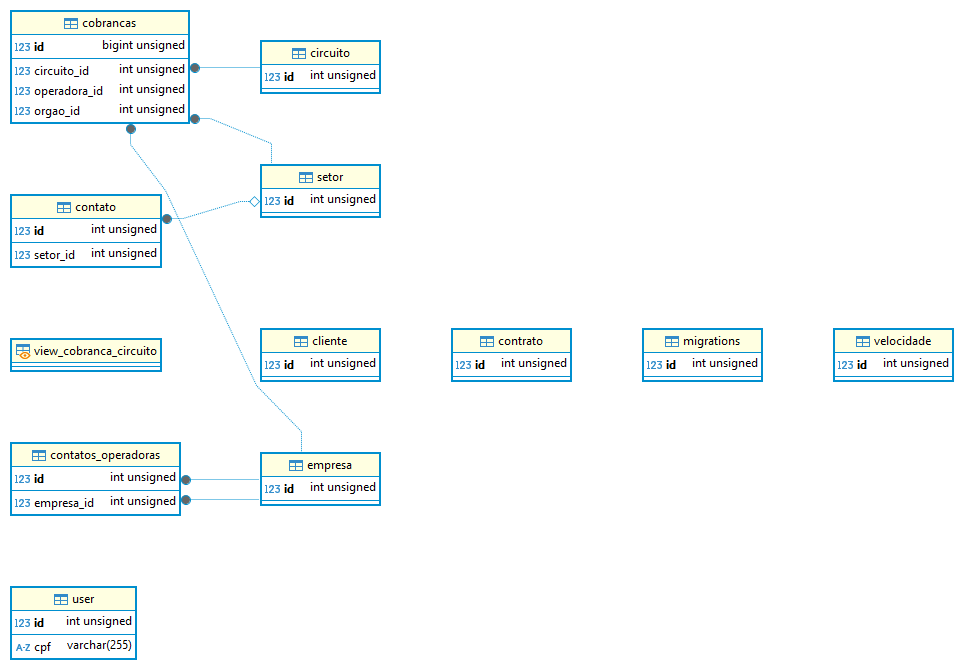 cobrancas
123 id bigint unsigned
123 circuito_id int unsigned
123 operadora_id int unsigned
123 orgao_id int unsigned
circuito
123 id int unsigned
setor
123 id int unsigned
contato
123 id int unsigned
123 setor_id int unsigned
view_cobranca_circuito
cliente
123 id int unsigned
contrato
123 id int unsigned
migrations
123 id int unsigned
velocidade
123 id int unsigned
contatos_operadoras
123 id int unsigned
123 empresa_id int unsigned
empresa
123 id int unsigned
user
123 id int unsigned
A-Z cpf varchar(255)